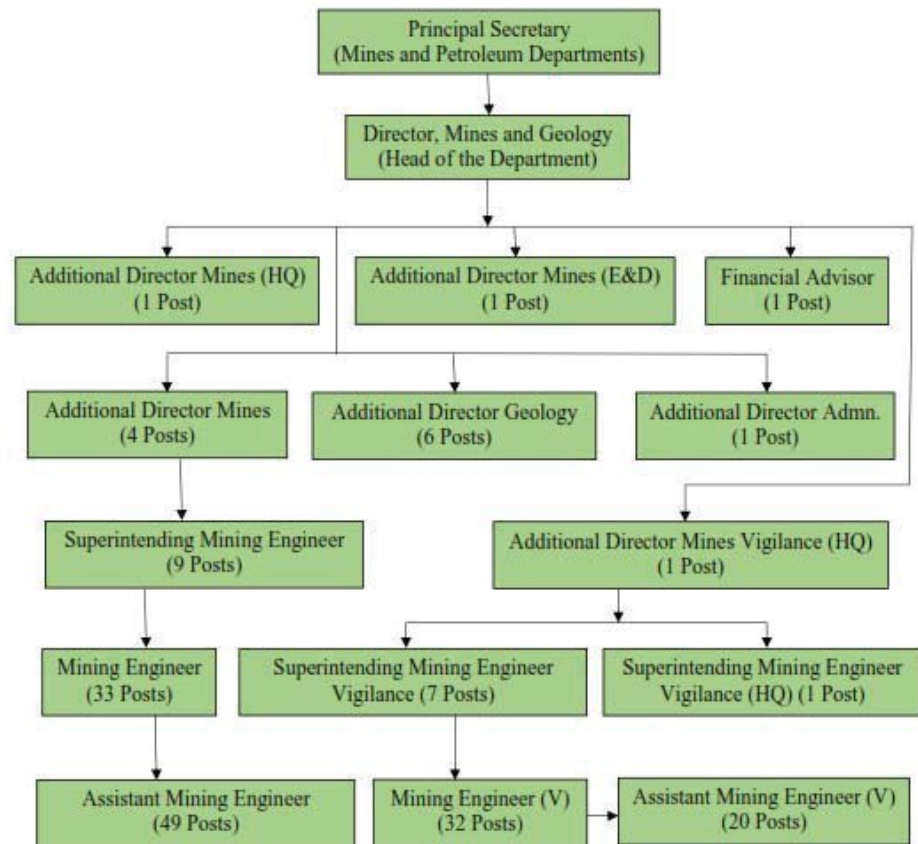 Principal Secretary
(Mines and Petroleum Departments)
Director, Mines and Geology
(Head of the Department)
Additional Director Mines (HQ)
(1 Post)
Additional Director Mines (E&D)
(1 Post)
Financial Advisor
(1 Post)
Additional Director Mines
(4 Posts)
Additional Director Geology
(6 Posts)
Additional Director Admn.
(1 Post)
Superintending Mining Engineer
(9 Posts)
Additional Director Mines Vigilance (HQ)
(1 Post)
Mining Engineer
(33 Posts)
Superintending Mining Engineer
Vigilance (7 Posts)
Superintending Mining Engineer
Vigilance (HQ) (1 Post)
Assistant Mining Engineer
(49 Posts)
Mining Engineer (V)
(32 Posts)
Assistant Mining Engineer (V)
(20 Posts)